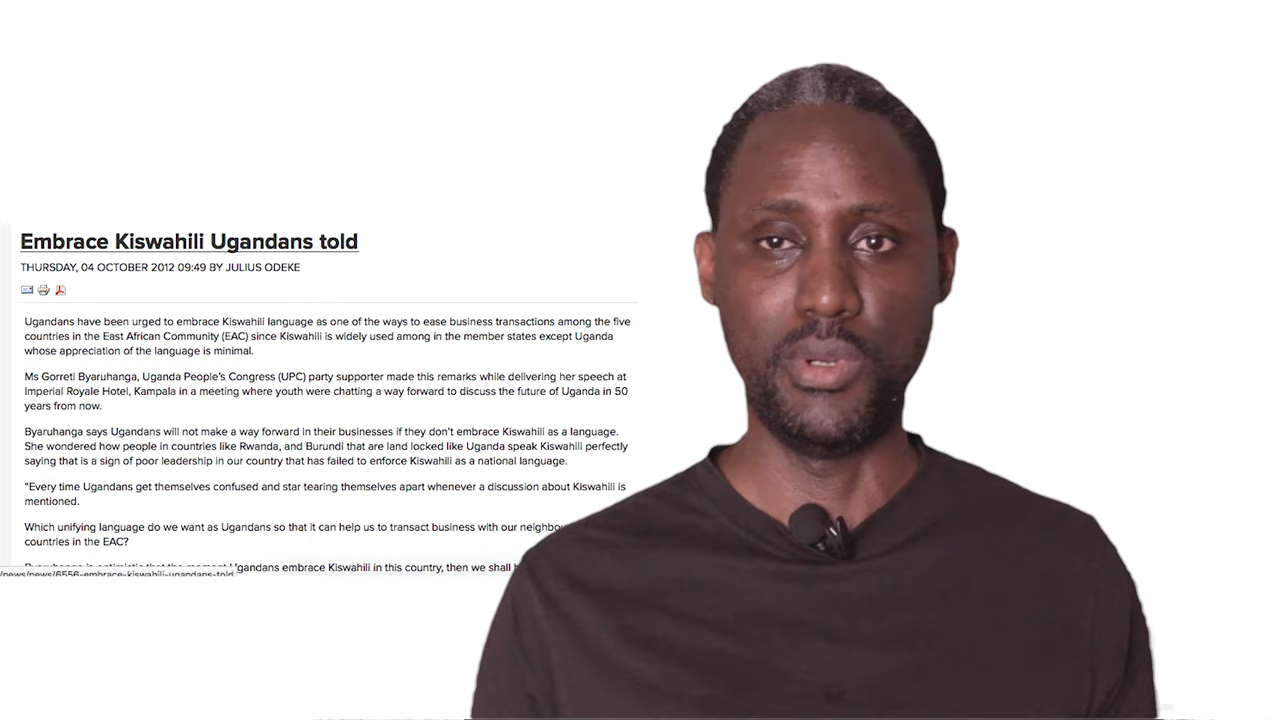 Embrace Kiswahili Ugandans told
THURSDAY, 04 OCTOBER 2012 09:49 BY JULIUS ODEKE
Ugandans have been urged to embrace Kiswahili language as one of the ways to ease business transactions among the five
countries in the East African Community (EAC) since Kiswahili is widely used among in the member states except Uganda
whose appreciation of the language is minimal.
Ms Gorreti Byaruhanga, Uganda People's Congress (UPC) party supporter made this remarks while delivering her speech at
Imperial Royale Hotel, Kampala in a meeting where youth were chatting a way forward to discuss the future of Uganda in 50
years from now.
Byaruhanga says Ugandans will not make a way forward in their businesses if they don't embrace Kiswahili as a language.
She wondered how people in countries like Rwanda, and Burundi that are land locked like Uganda speak Kiswahili perfectly
saying that is a sign of poor leadership in our country that has failed to enforce Kiswahili as a national language.
“Every time Ugandans get themselves confused and star tearing themselves apart whenever a discussion about Kiswahili is
mentioned.
Which unifying language do we want as Ugandans so that it can help us to transact business with our
countries in the EAC?
Ugandans embrace Kiswahili in this country, then we shall
/news/news/6556-embrace-kiswahili-ugandans-told